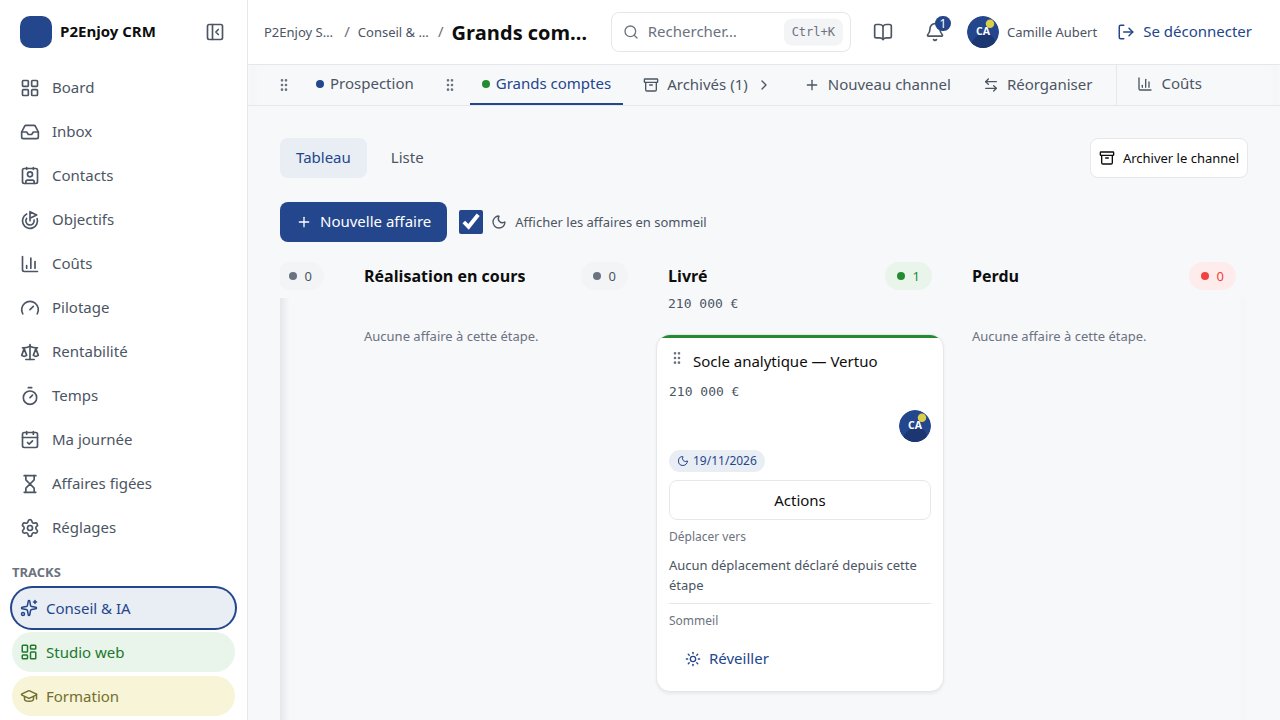 P2Enjoy CRM
P2Enjoy S... / Conseil & ... / Grands com...
Rechercher... Ctrl+K
1
CA Camille Aubert
Se déconnecter
Board
Inbox
Contacts
Objectifs
Coûts
Pilotage
Rentabilité
Temps
Ma journée
Affaires figées
Réglages
TRACKS
Conseil & IA
Studio web
Formation
Prospection
Grands comptes
Archivés (1)
Nouveau channel
Réorganiser
Coûts
Tableau
Liste
Archiver le channel
Nouvelle affaire
Afficher les affaires en sommeil
0
Réalisation en cours 0
Aucune affaire à cette étape.
Livré 1
210 000 €
Socle analytique — Vertuo
210 000 €
CA
19/11/2026
Actions
Déplacer vers
Aucun déplacement déclaré depuis cette
étape
Sommeil
Réveiller
Perdu 0
Aucune affaire à cette étape.